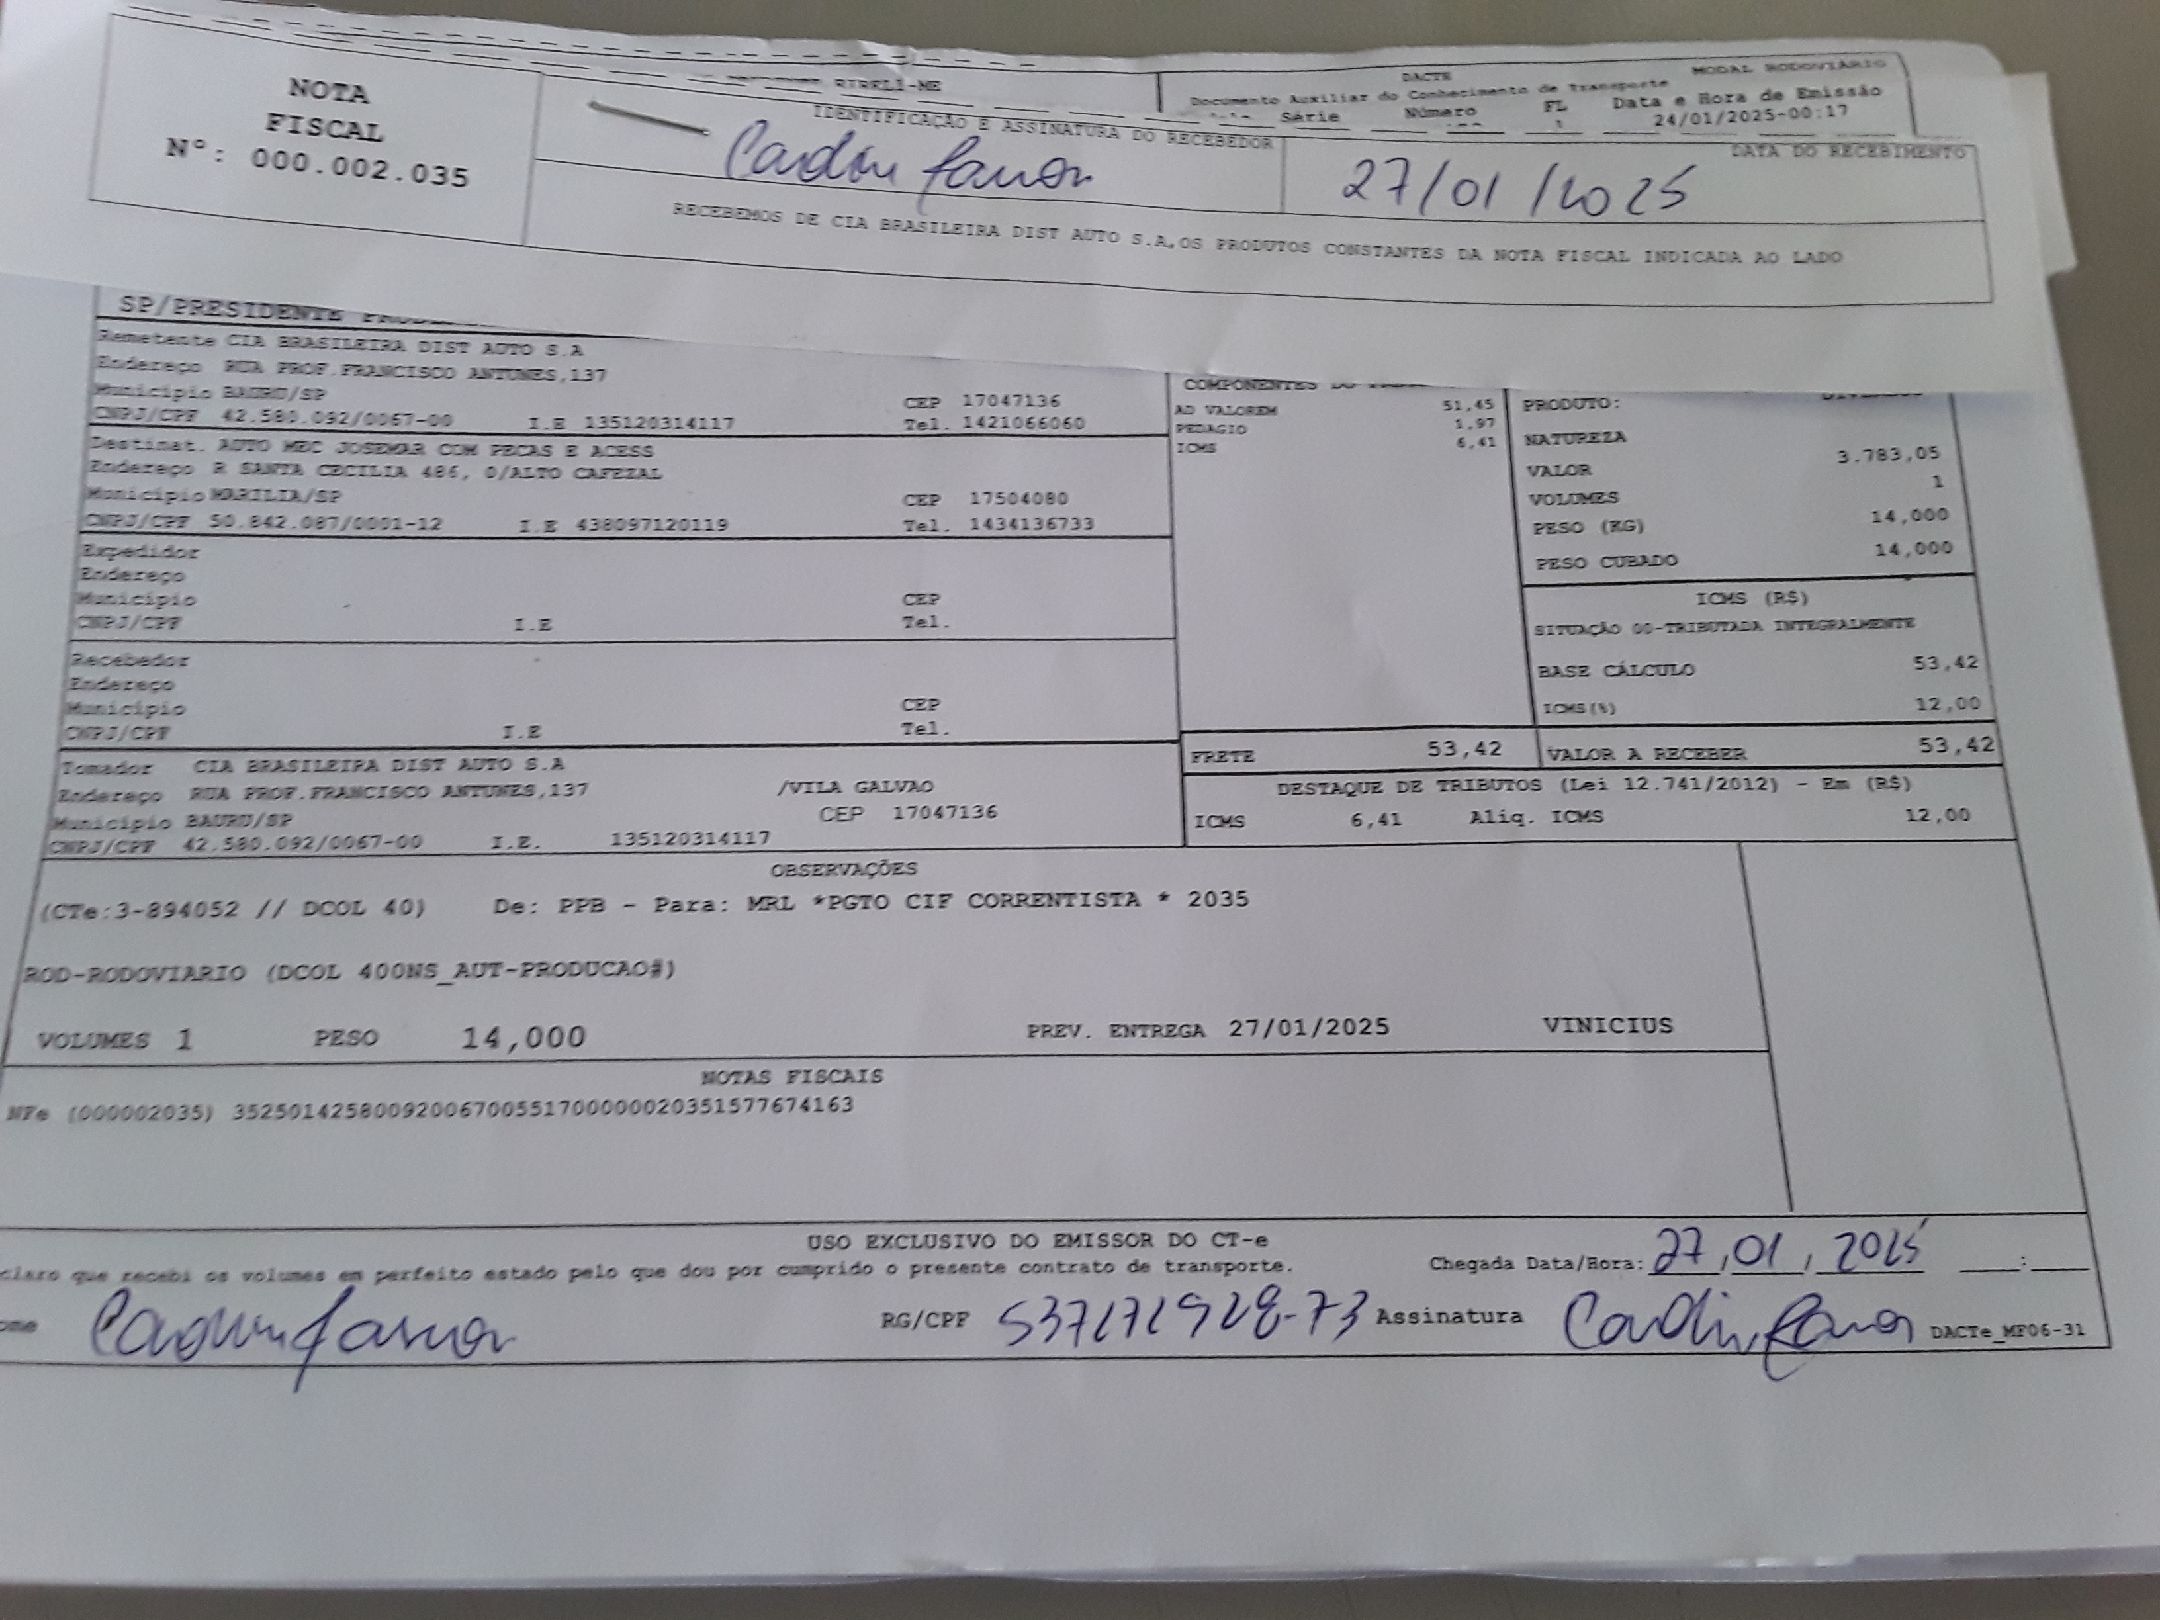 NOTA
FISCAL
Nº: 000.002.035
EIRELI-ME
DACTE
MODAL RODOVIÁRIO
Documento Auxiliar do Conhecimento de Transporte
Série Número FL Data e Hora de Emissão
24/01/2025-00:17
IDENTIFICAÇÃO E ASSINATURA DO RECEBEDOR
DATA DO RECEBIMENTO
27/01/2025
RECEBEMOS DE CIA BRASILEIRA DIST AUTO S.A,OS PRODUTOS CONSTANTES DA NOTA FISCAL INDICADA AO LADO
SP/PRESIDENTE
Remetente CIA BRASILEIRA DIST AUTO S.A
Endereço RUA PROF.FRANCISCO ANTUNES,137
Município BAURU/SP CEP 17047136
CNPJ/CPF 42.580.092/0067-00 I.E 135120314117 Tel. 1421066060
Destinat. AUTO MEC JOSEMAR COM PECAS E ACESS
Endereço R SANTA CECILIA 486, 0/ALTO CAFEZAL
Município MARILIA/SP CEP 17504080
CNPJ/CPF 50.842.087/0001-12 I.E 438097120119 Tel. 1434136733
Expedidor
Endereço
Município CEP
CNPJ/CPF I.E Tel.
Recebedor
Endereço
Município CEP
CNPJ/CPF I.E Tel.
Tomador CIA BRASILEIRA DIST AUTO S.A
Endereço RUA PROF.FRANCISCO ANTUNES,137 /VILA GALVAO
Município BAURU/SP CEP 17047136
CNPJ/CPF 42.580.092/0067-00 I.E. 135120314117
COMPONENTES DO
AD VALOREM 51,45
PEDAGIO 1,97
ICMS 6,41
PRODUTO: DIVERSOS
NATUREZA
VALOR 3.783,05
VOLUMES 1
PESO (KG) 14,000
PESO CUBADO 14,000
ICMS (R$)
SITUAÇÃO 00-TRIBUTADA INTEGRALMENTE
BASE CÁLCULO 53,42
ICMS(%) 12,00
FRETE 53,42 VALOR A RECEBER 53,42
DESTAQUE DE TRIBUTOS (Lei 12.741/2012) - Em (R$)
ICMS 6,41 Aliq. ICMS 12,00
OBSERVAÇÕES
(CTe:3-894052 // DCOL 40) De: PPB - Para: MRL *PGTO CIF CORRENTISTA * 2035
ROD-RODOVIARIO (DCOL 400NS_AUT-PRODUCAO#)
VOLUMES 1 PESO 14,000 PREV. ENTREGA 27/01/2025 VINICIUS
NOTAS FISCAIS
NFe (000002035) 35250142580092006700551700000020351577674163
USO EXCLUSIVO DO EMISSOR DO CT-e
claro que recebi os volumes em perfeito estado pelo que dou por cumprido o presente contrato de transporte. Chegada Data/Hora: 27,01,2025 :
ome RG/CPF Assinatura DACTe_MF06-31